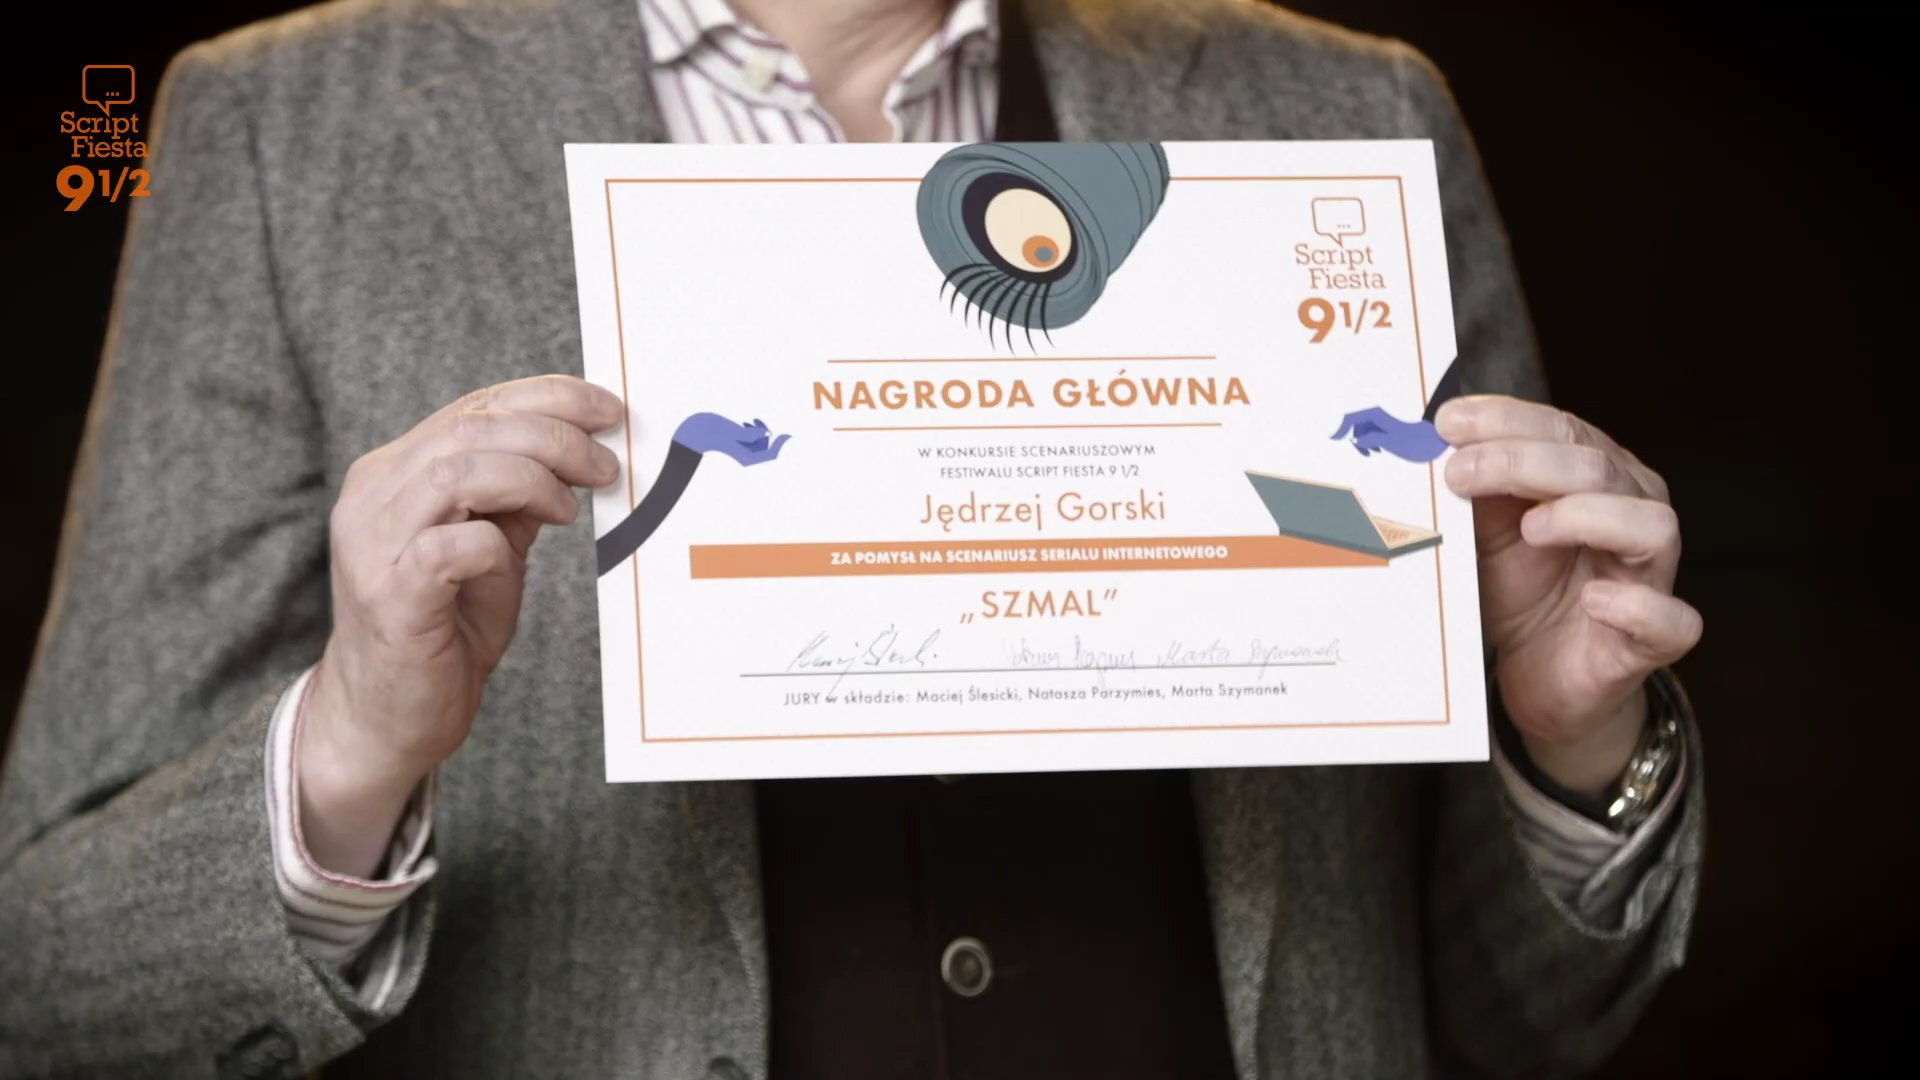 ...
Script
Fiesta
9 1/2
...
Script
Fiesta
9 1/2
NAGRODA GŁÓWNA
W KONKURSIE SCENARIUSZOWYM
FESTIWALU SCRIPT FIESTA 9 1/2
Jędrzej Gorski
ZA POMYSŁ NA SCENARIUSZ SERIALU INTERNETOWEGO
„SZMAL”
Marta
JURY w składzie: Maciej Ślesicki, Natasza Parzymies, Marta Szymanek